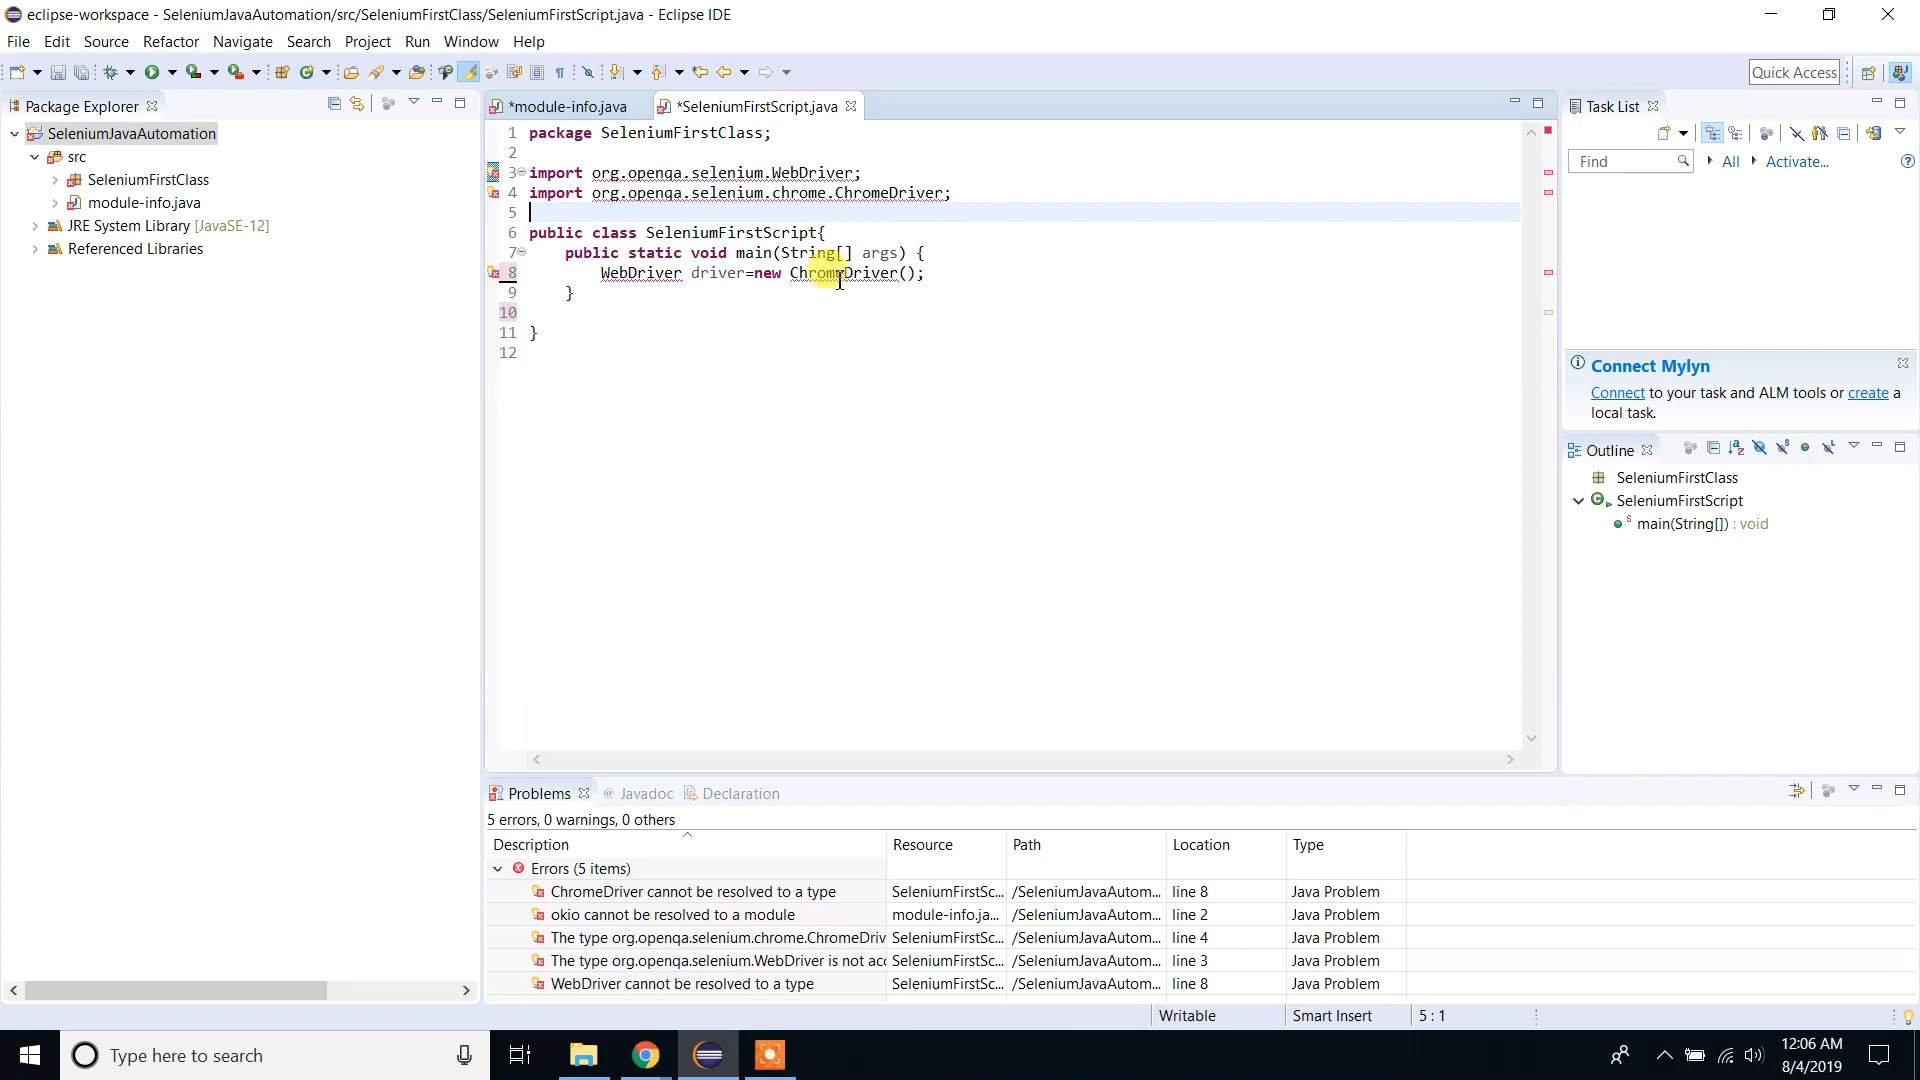 eclipse-workspace - SeleniumJavaAutomation/src/SeleniumFirstClass/SeleniumFirstScript.java - Eclipse IDE
File Edit Source Refactor Navigate Search Project Run Window Help
Quick Access
Package Explorer
SeleniumJavaAutomation
src
SeleniumFirstClass
module-info.java
JRE System Library [JavaSE-12]
Referenced Libraries
*module-info.java
*SeleniumFirstScript.java
1 package SeleniumFirstClass;
2
3 import org.openqa.selenium.WebDriver;
4 import org.openqa.selenium.chrome.ChromeDriver;
5
6 public class SeleniumFirstScript{
7 public static void main(String[] args) {
8 WebDriver driver=new ChromeDriver();
9 }
10
11 }
12
Task List
Find
All
Activate...
Connect Mylyn
Connect to your task and ALM tools or create a
local task.
Outline
SeleniumFirstClass
SeleniumFirstScript
main(String[]) : void
Problems @ Javadoc Declaration
5 errors, 0 warnings, 0 others
Description Resource Path Location Type
Errors (5 items)
ChromeDriver cannot be resolved to a type SeleniumFirstSc... /SeleniumJavaAutom... line 8 Java Problem
okio cannot be resolved to a module module-info.ja... /SeleniumJavaAutom... line 2 Java Problem
The type org.openqa.selenium.chrome.ChromeDriv SeleniumFirstSc... /SeleniumJavaAutom... line 4 Java Problem
The type org.openqa.selenium.WebDriver is not acc SeleniumFirstSc... /SeleniumJavaAutom... line 3 Java Problem
WebDriver cannot be resolved to a type SeleniumFirstSc... /SeleniumJavaAutom... line 8 Java Problem
Writable Smart Insert 5 : 1
Type here to search
12:06 AM
8/4/2019